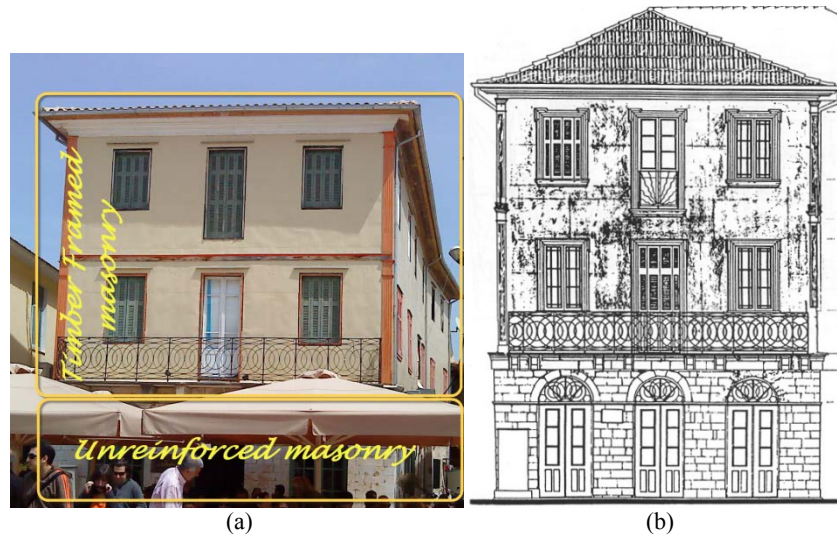 Timber Framed
masonry
Unreinforced masonry
(a)
(b)